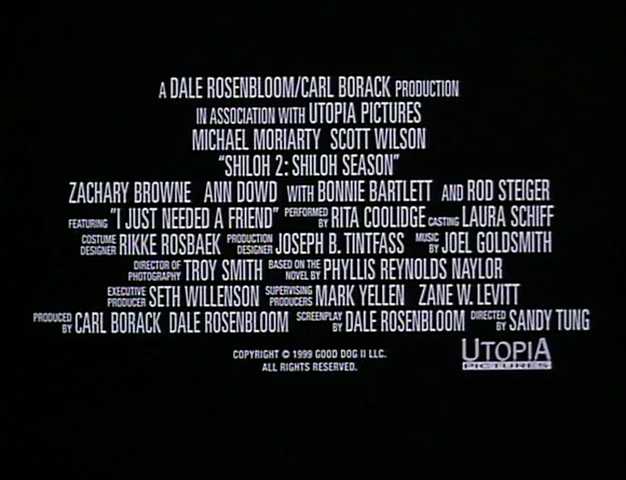 A DALE ROSENBLOOM/CARL BORACK PRODUCTION
IN ASSOCIATION WITH UTOPIA PICTURES
MICHAEL MORIARTY SCOTT WILSON
"SHILOH 2: SHILOH SEASON"
ZACHARY BROWNE ANN DOWD WITH BONNIE BARTLETT AND ROD STEIGER
FEATURING "I JUST NEEDED A FRIEND" PERFORMED BY RITA COOLIDGE CASTING LAURA SCHIFF
COSTUME DESIGNER RIKKE ROSBAEK PRODUCTION DESIGNER JOSEPH B. TINTFASS MUSIC BY JOEL GOLDSMITH
DIRECTOR OF PHOTOGRAPHY TROY SMITH BASED ON THE NOVEL BY PHYLLIS REYNOLDS NAYLOR
EXECUTIVE PRODUCER SETH WILLENSON SUPERVISING PRODUCERS MARK YELLEN ZANE W. LEVITT
PRODUCED BY CARL BORACK DALE ROSENBLOOM SCREENPLAY BY DALE ROSENBLOOM DIRECTED BY SANDY TUNG
COPYRIGHT © 1999 GOOD DOG II LLC.
ALL RIGHTS RESERVED.
UTOPIA
PICTURES